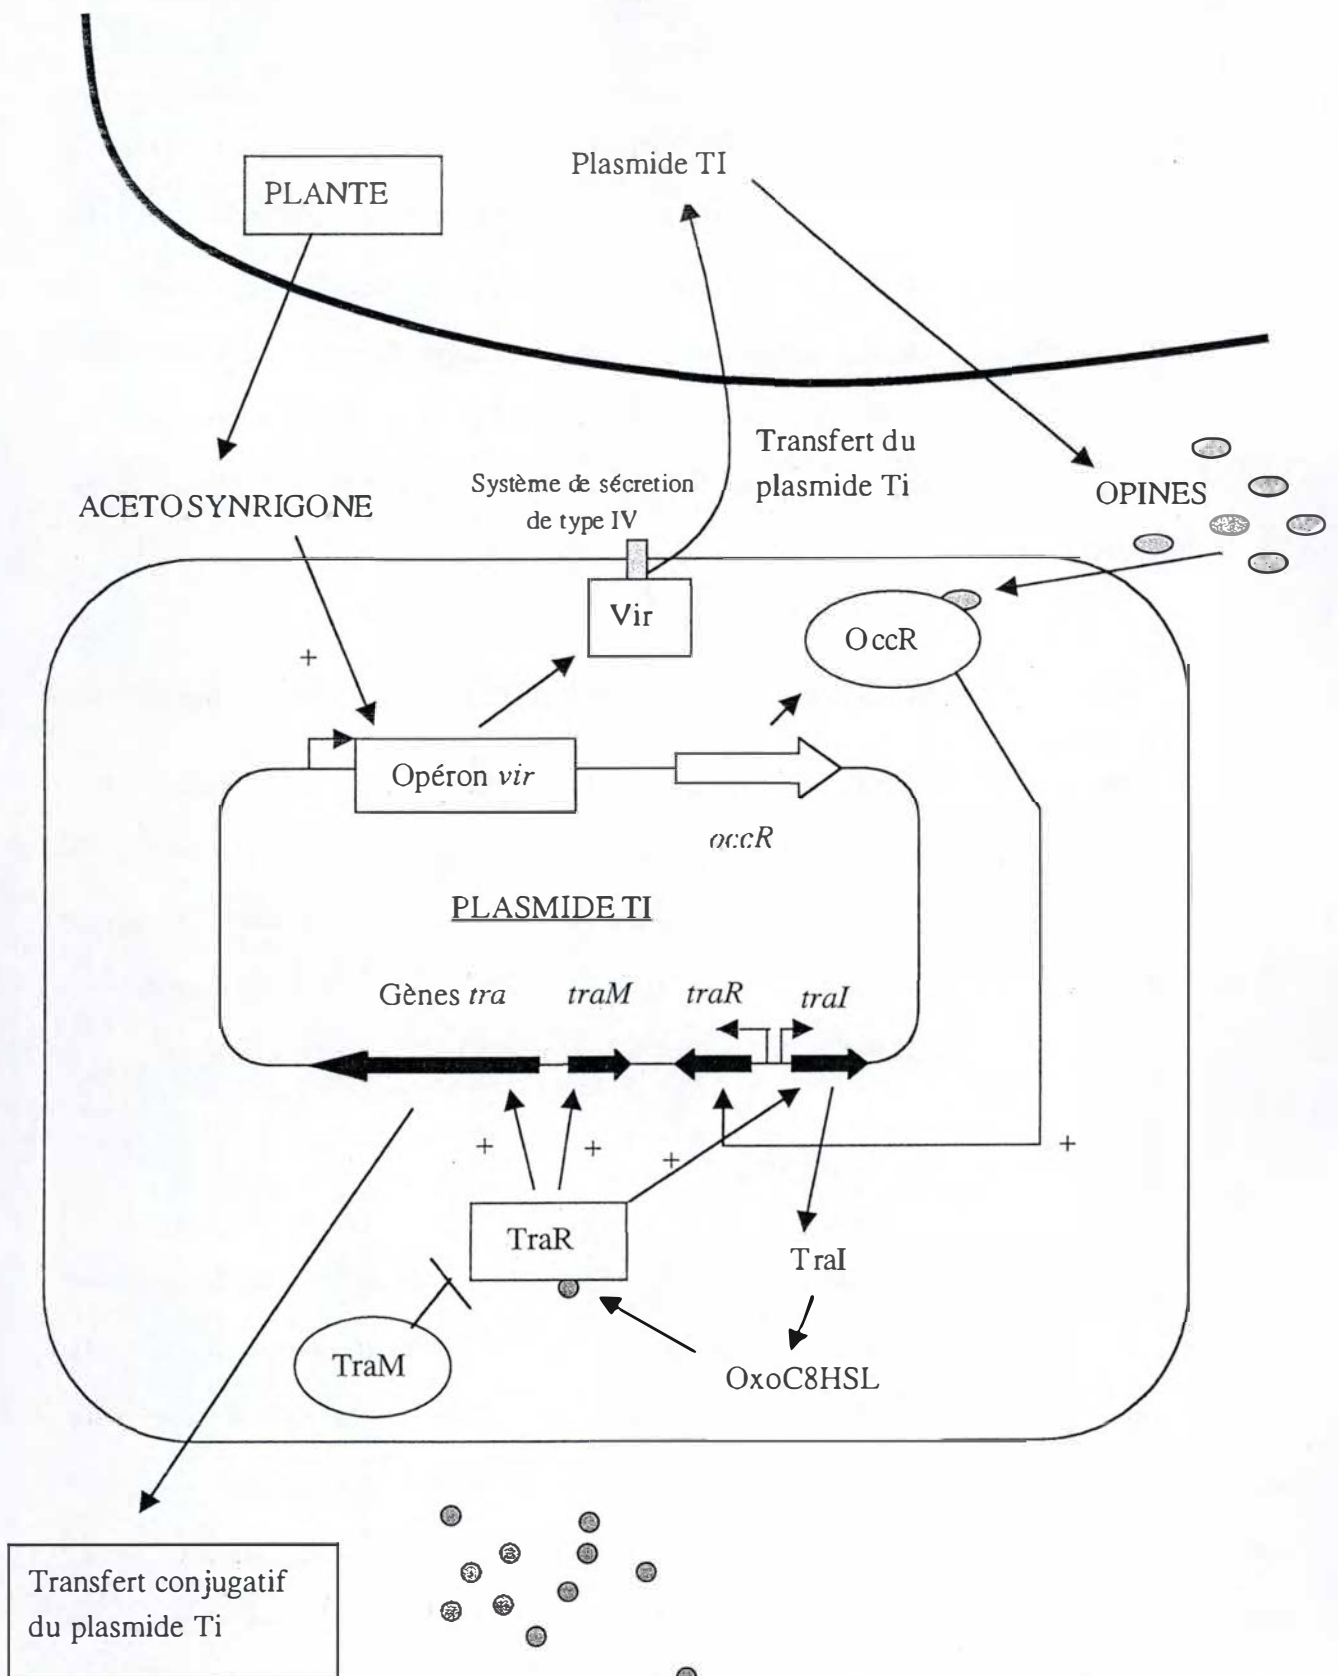 PLANTE
Plasmide TI
Transfert du
plasmide Ti
Système de sécretion
de type IV
OPINES
ACETOSYNRIGONE
Vir
OccR
+
Opéron vir
occR
PLASMIDE TI
Gènes tra
traM
traR
traI
+
+
+
+
TraR
TraI
TraM
OxoC8HSL
Transfert conjugatif
du plasmide Ti